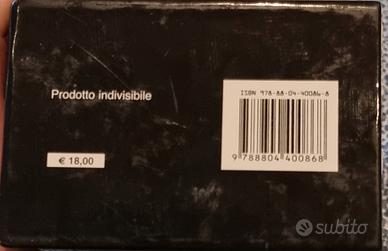 ISBN 978-88-04-40086-8
Prodotto indivisibile
€ 18,00
9 788804 400868
subito